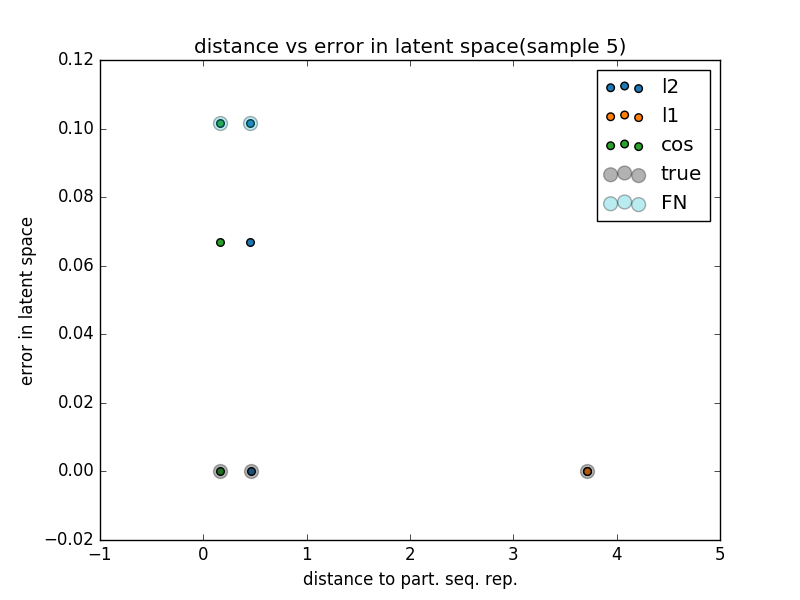 distance vs error in latent space(sample 5)
0.12
0.10
0.08
0.06
0.04
0.02
0.00
−0.02
error in latent space
l2
l1
cos
true
FN
−1 0 1 2 3 4 5
distance to part. seq. rep.